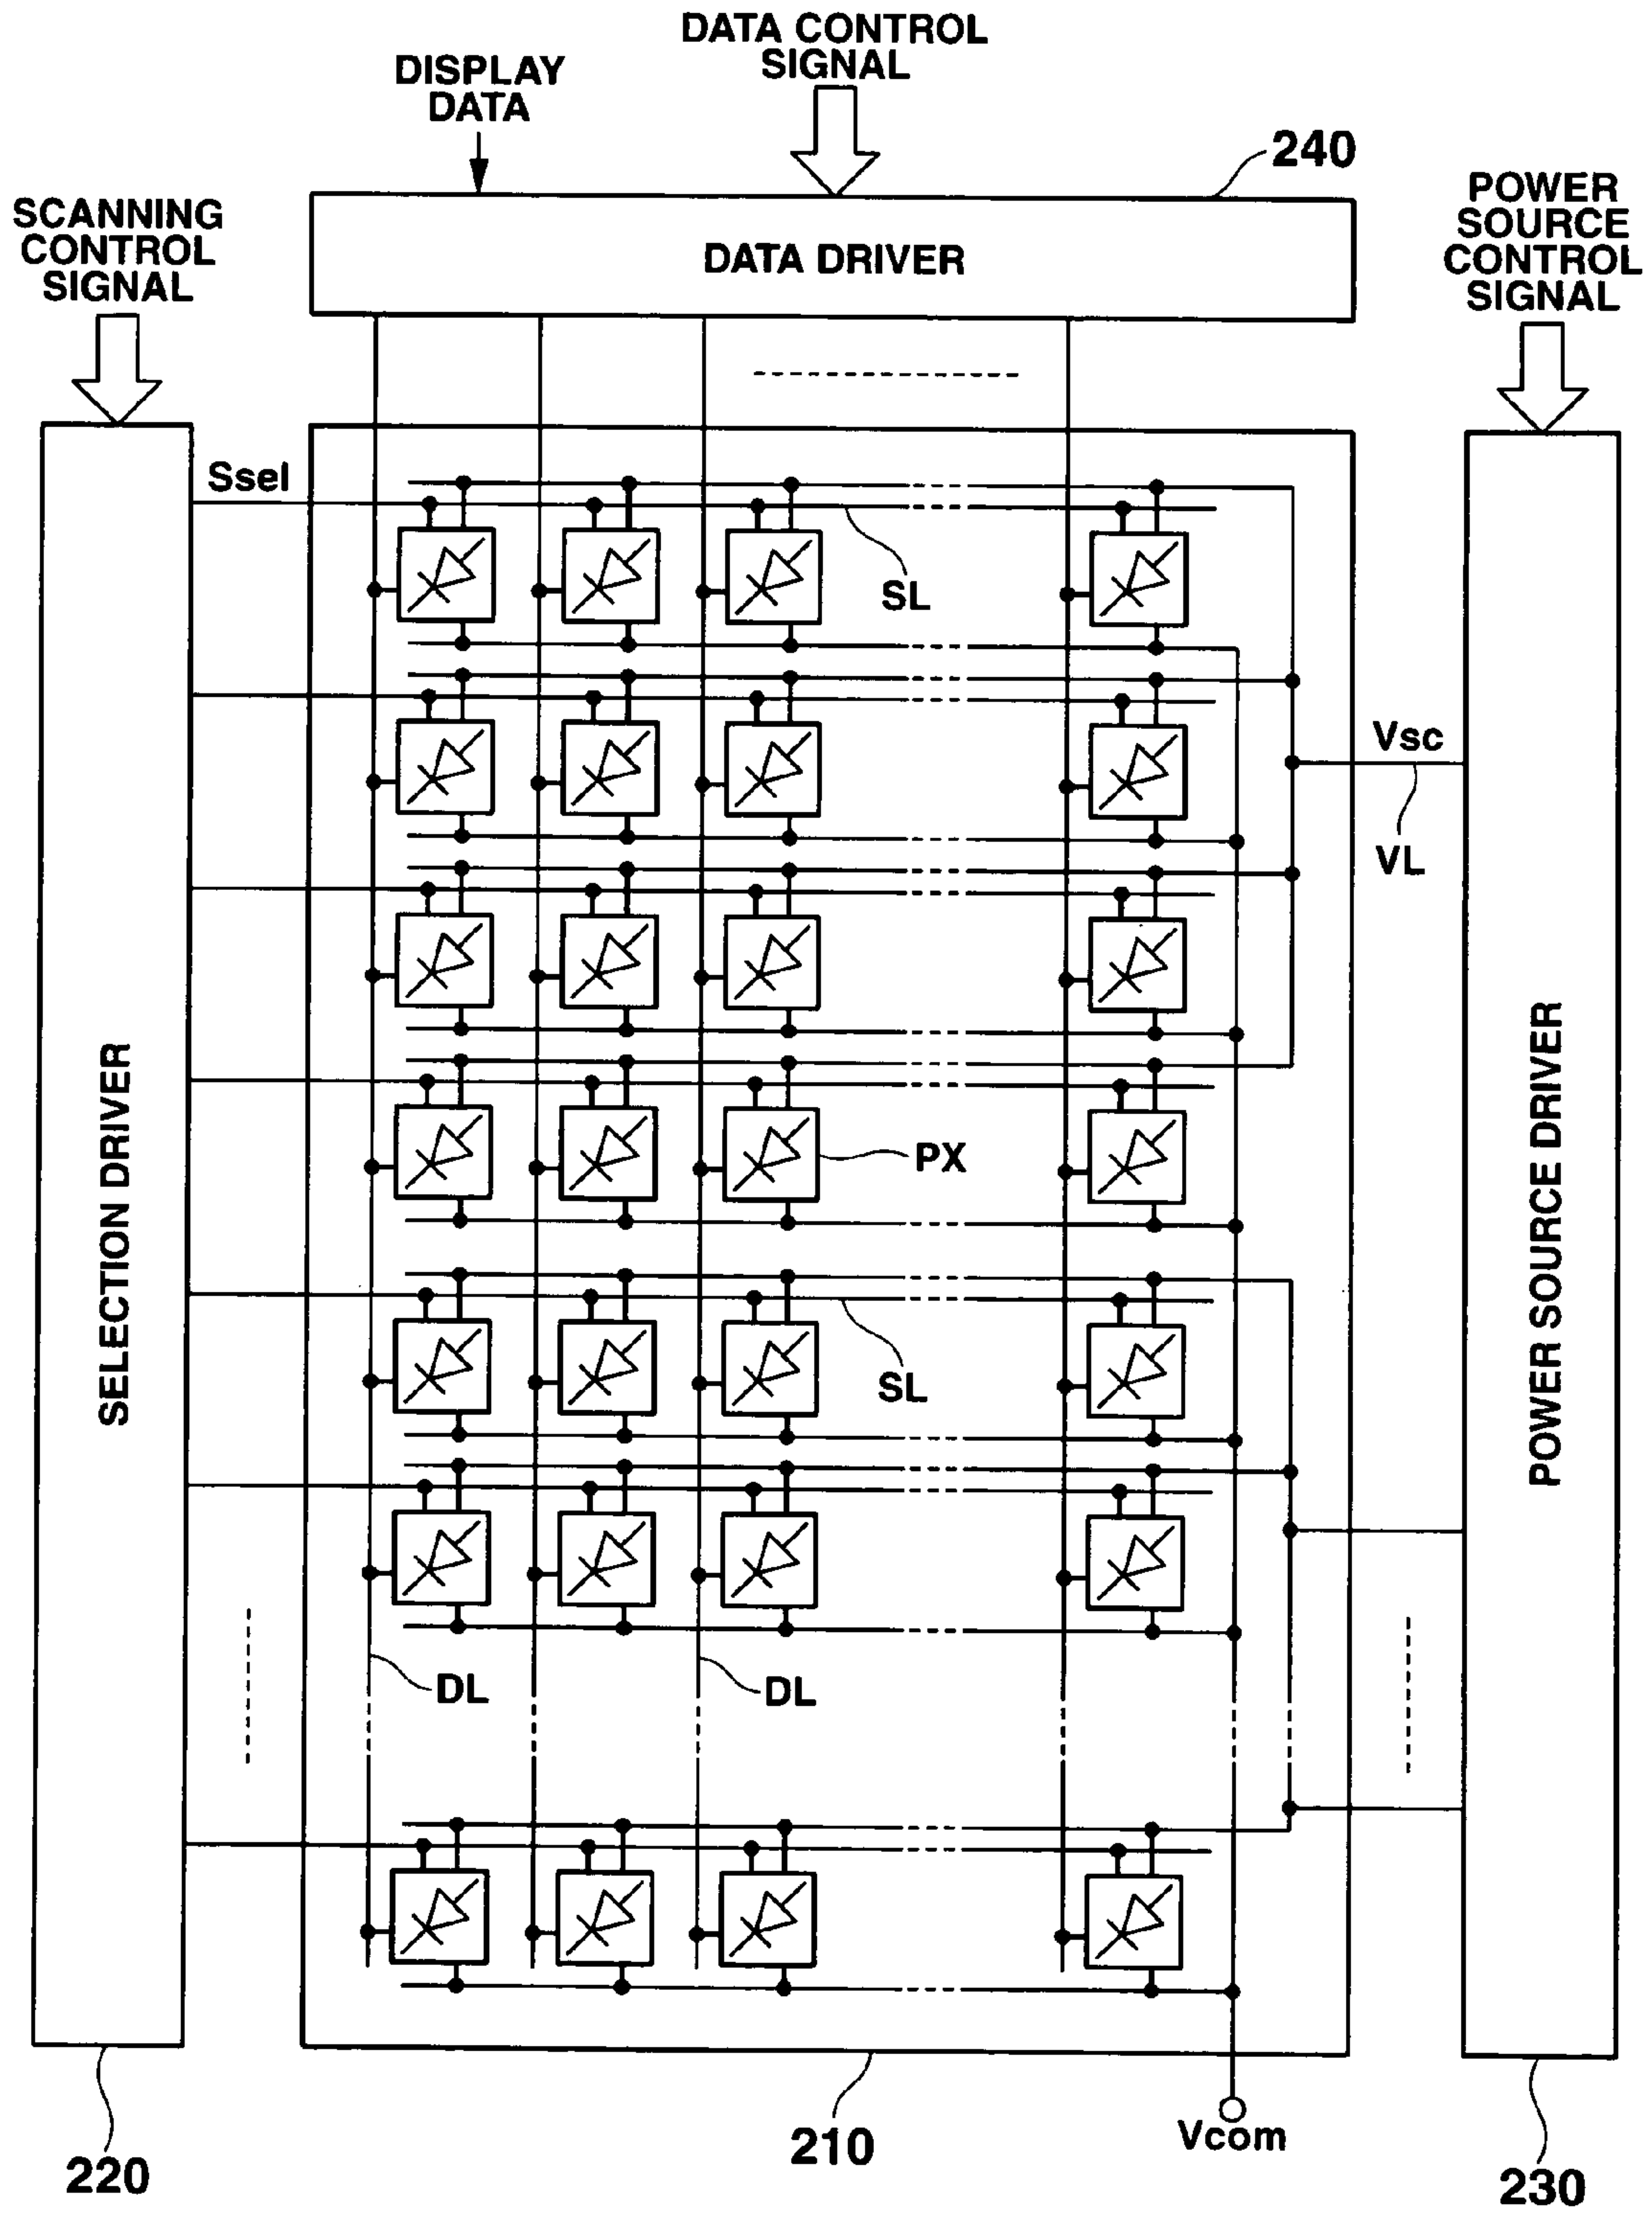 DATA CONTROL
SIGNAL
DISPLAY
DATA
240
POWER
SOURCE
CONTROL
SIGNAL
SCANNING
CONTROL
SIGNAL
DATA DRIVER
Ssel
SL
Vsc
VL
SELECTION DRIVER
POWER SOURCE DRIVER
PX
SL
DL
DL
210
Vcom
220
230